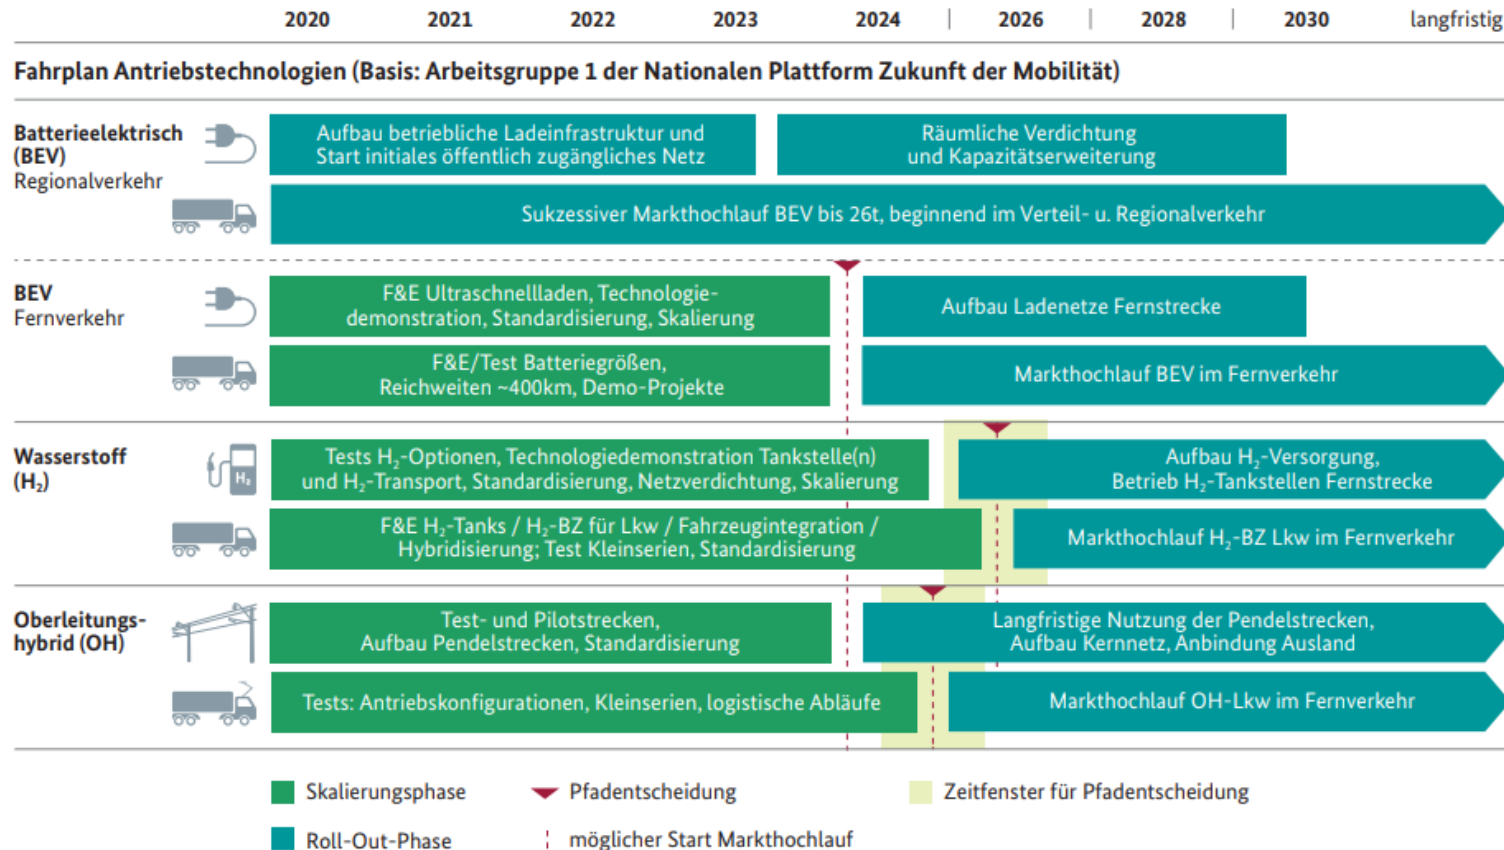 2020 2021 2022 2023 2024 | 2026 | 2028 | 2030 langfristig
Fahrplan Antriebstechnologien (Basis: Arbeitsgruppe 1 der Nationalen Plattform Zukunft der Mobilität)
Batterieelektrisch
(BEV)
Regionalverkehr
Aufbau betriebliche Ladeinfrastruktur und
Start initiales öffentlich zugängliches Netz
Räumliche Verdichtung
und Kapazitätserweiterung
Sukzessiver Markthochlauf BEV bis 26t, beginnend im Verteil- u. Regionalverkehr
BEV
Fernverkehr
F&E Ultraschnellladen, Technologie-
demonstration, Standardisierung, Skalierung
Aufbau Ladenetze Fernstrecke
F&E/Test Batteriegrößen,
Reichweiten ~400km, Demo-Projekte
Markthochlauf BEV im Fernverkehr
Wasserstoff
(H₂)
H₂
Tests H₂-Optionen, Technologiedemonstration Tankstelle(n)
und H₂-Transport, Standardisierung, Netzverdichtung, Skalierung
Aufbau H₂-Versorgung,
Betrieb H₂-Tankstellen Fernstrecke
F&E H₂-Tanks / H₂-BZ für Lkw / Fahrzeugintegration /
Hybridisierung; Test Kleinserien, Standardisierung
Markthochlauf H₂-BZ Lkw im Fernverkehr
Oberleitungs-
hybrid (OH)
Test- und Pilotstrecken,
Aufbau Pendelstrecken, Standardisierung
Langfristige Nutzung der Pendelstrecken,
Aufbau Kernnetz, Anbindung Ausland
Tests: Antriebskonfigurationen, Kleinserien, logistische Abläufe
Markthochlauf OH-Lkw im Fernverkehr
Skalierungsphase
Pfadentscheidung
Zeitfenster für Pfadentscheidung
Roll-Out-Phase
möglicher Start Markthochlauf